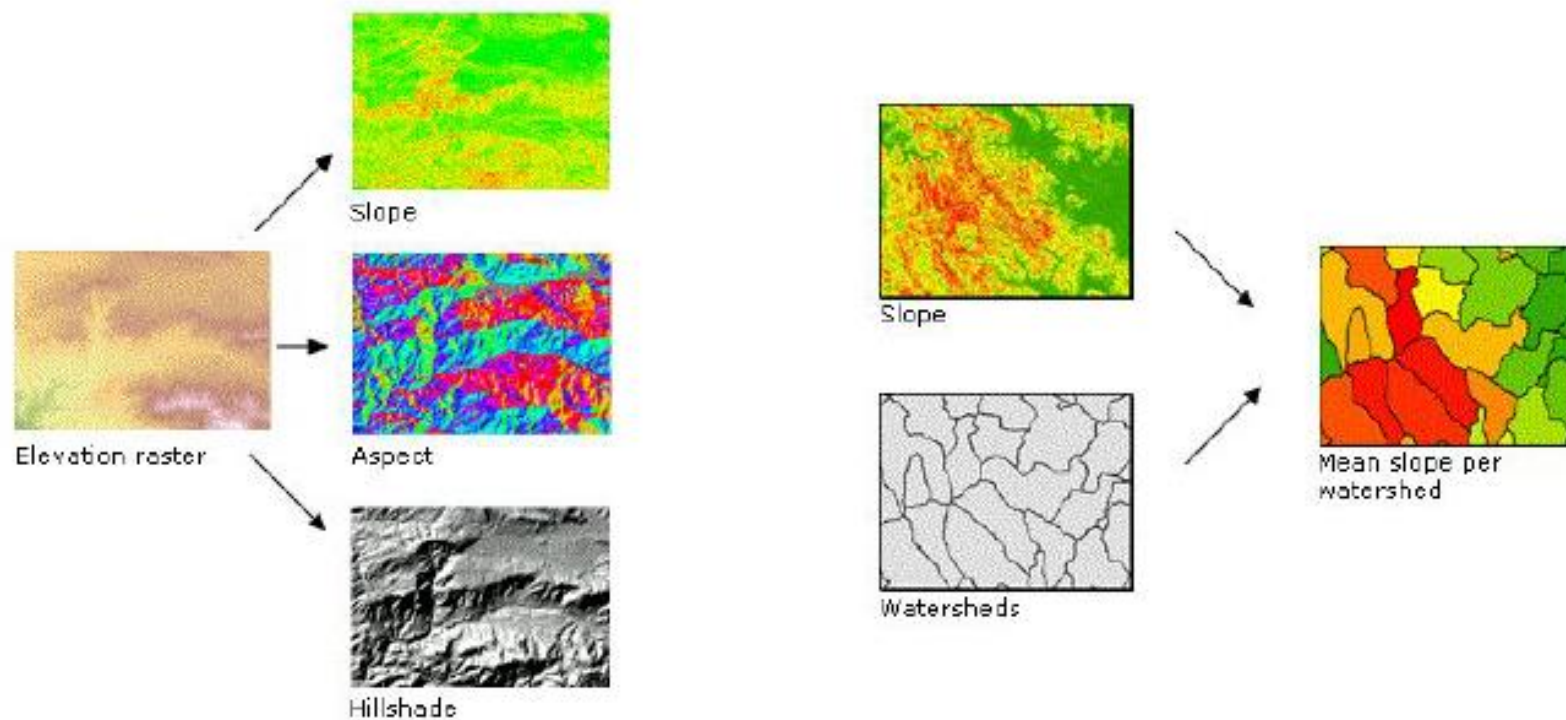 Slope
Elevation raster
Aspect
Hillshade
Slope
Watersheds
Mean slope per
watershed